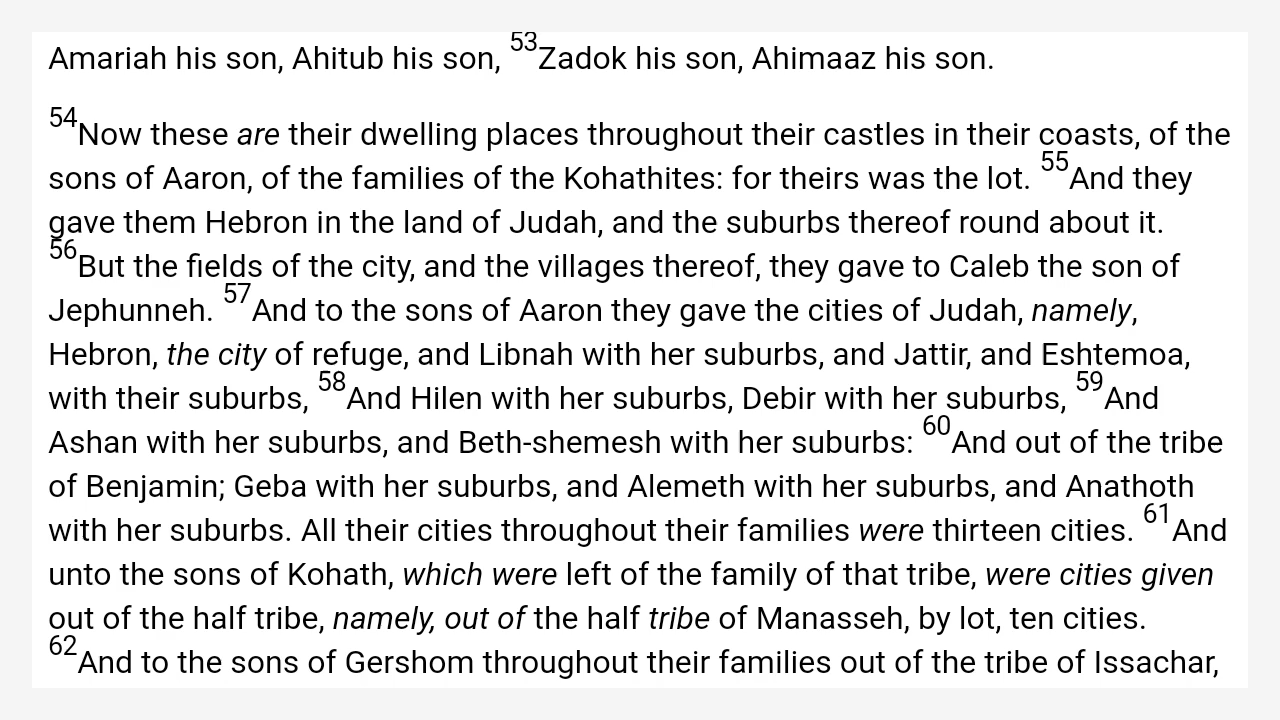 Amariah his son, Ahitub his son, 53Zadok his son, Ahimaaz his son.
54Now these are their dwelling places throughout their castles in their coasts, of the
sons of Aaron, of the families of the Kohathites: for theirs was the lot. 55And they
gave them Hebron in the land of Judah, and the suburbs thereof round about it.
56But the fields of the city, and the villages thereof, they gave to Caleb the son of
Jephunneh. 57And to the sons of Aaron they gave the cities of Judah, namely,
Hebron, the city of refuge, and Libnah with her suburbs, and Jattir, and Eshtemoa,
with their suburbs, 58And Hilen with her suburbs, Debir with her suburbs, 59And
Ashan with her suburbs, and Beth-shemesh with her suburbs: 60And out of the tribe
of Benjamin; Geba with her suburbs, and Alemeth with her suburbs, and Anathoth
with her suburbs. All their cities throughout their families were thirteen cities. 61And
unto the sons of Kohath, which were left of the family of that tribe, were cities given
out of the half tribe, namely, out of the half tribe of Manasseh, by lot, ten cities.
62And to the sons of Gershom throughout their families out of the tribe of Issachar,